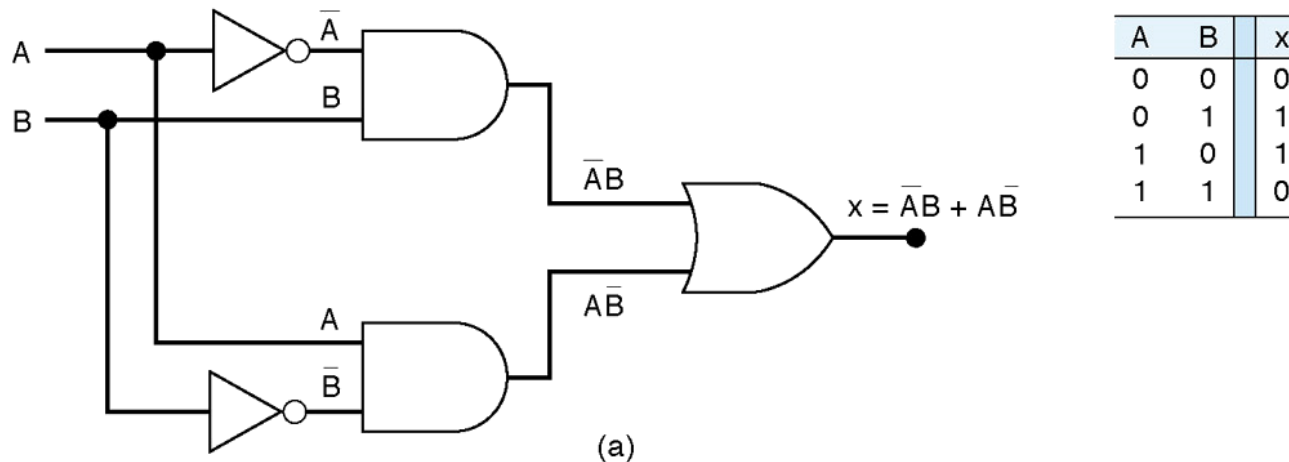 A
B
A̅
B
A̅B
x = A̅B + AB̅
AB̅
A
B̅
(a)
A B x
0 0 0
0 1 1
1 0 1
1 1 0